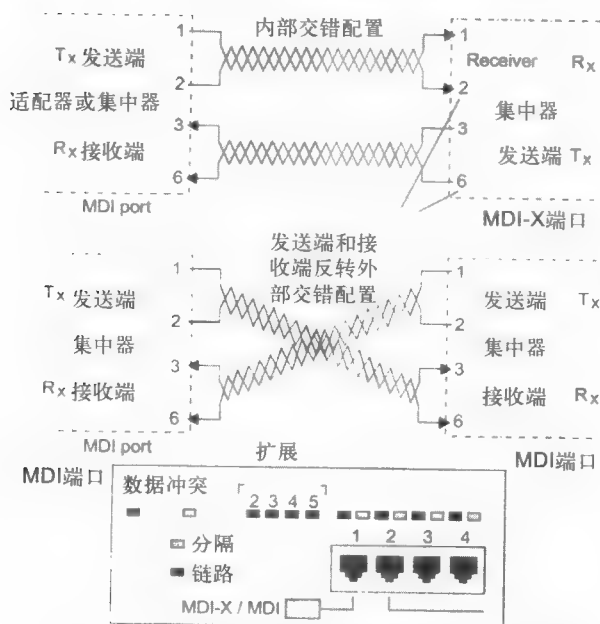 内部交错配置
1
Tx 发送端
2
适配器或集中器
3
Rx 接收端
6
MDI port
1
Receiver Rx
2
集中器
3
发送端 Tx
6
MDI-X端口
发送端和接
收端反转外
部交错配置
1
Tx 发送端
2
集中器
3
Rx 接收端
6
MDI port
MDI端口
1
发送端 Tx
2
集中器
3
接收端 Rx
6
MDI端口
扩展
数据冲突
2 3 4 5
分隔
链路
1 2 3 4
MDI-X / MDI